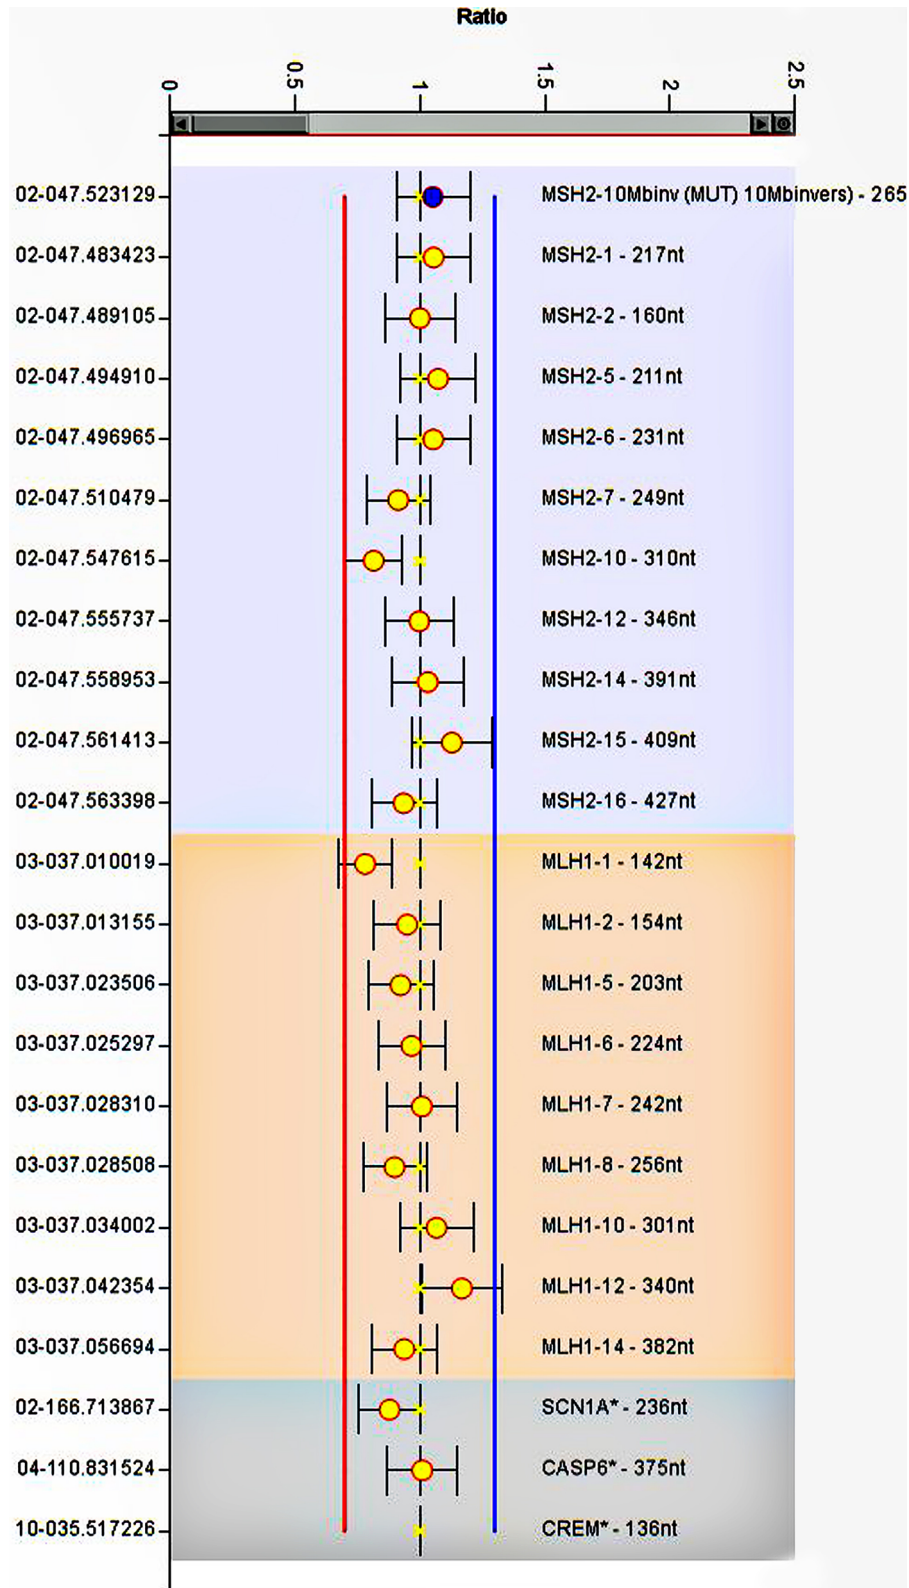 Ratio
0 0.5 1 1.5 2 2.5
02-047.523129 MSH2-10Mbinv (MUT) 10Mbinvers) - 265
02-047.483423 MSH2-1 - 217nt
02-047.489105 MSH2-2 - 160nt
02-047.494910 MSH2-5 - 211nt
02-047.496965 MSH2-6 - 231nt
02-047.510479 MSH2-7 - 249nt
02-047.547615 MSH2-10 - 310nt
02-047.555737 MSH2-12 - 346nt
02-047.558953 MSH2-14 - 391nt
02-047.561413 MSH2-15 - 409nt
02-047.563398 MSH2-16 - 427nt
03-037.010019 MLH1-1 - 142nt
03-037.013155 MLH1-2 - 154nt
03-037.023506 MLH1-5 - 203nt
03-037.025297 MLH1-6 - 224nt
03-037.028310 MLH1-7 - 242nt
03-037.028508 MLH1-8 - 256nt
03-037.034002 MLH1-10 - 301nt
03-037.042354 MLH1-12 - 340nt
03-037.056694 MLH1-14 - 382nt
02-166.713867 SCN1A* - 236nt
04-110.831524 CASP6* - 375nt
10-035.517226 CREM* - 136nt